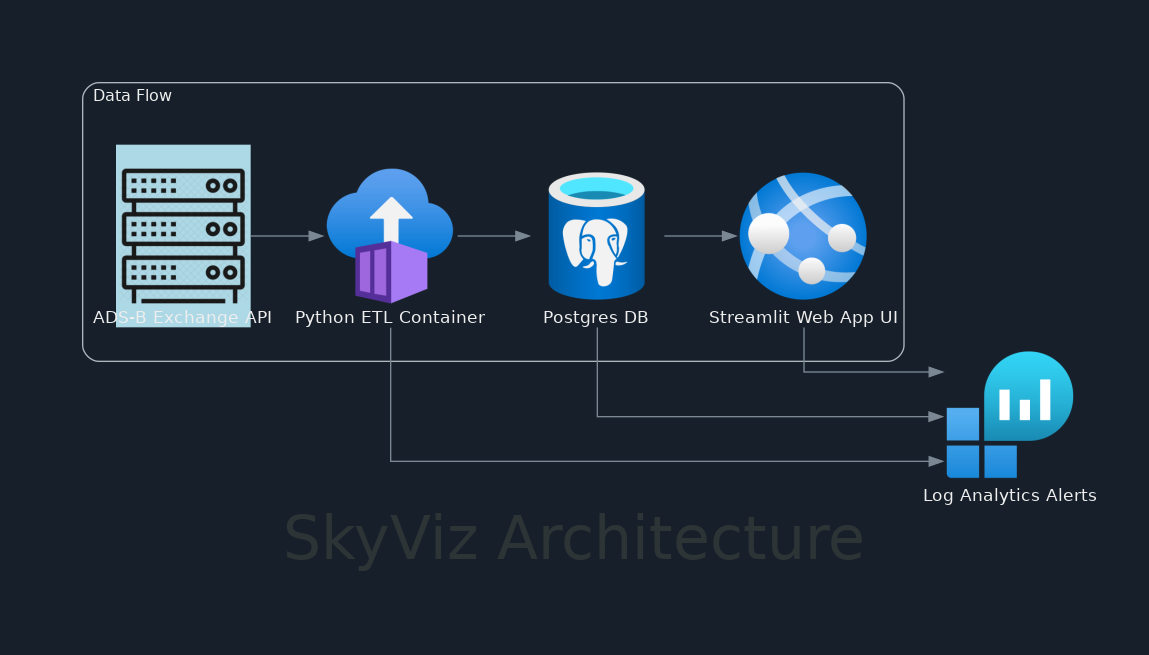 Data Flow
ADS-B Exchange API
Python ETL Container
Postgres DB
Streamlit Web App UI
Log Analytics Alerts
SkyViz Architecture